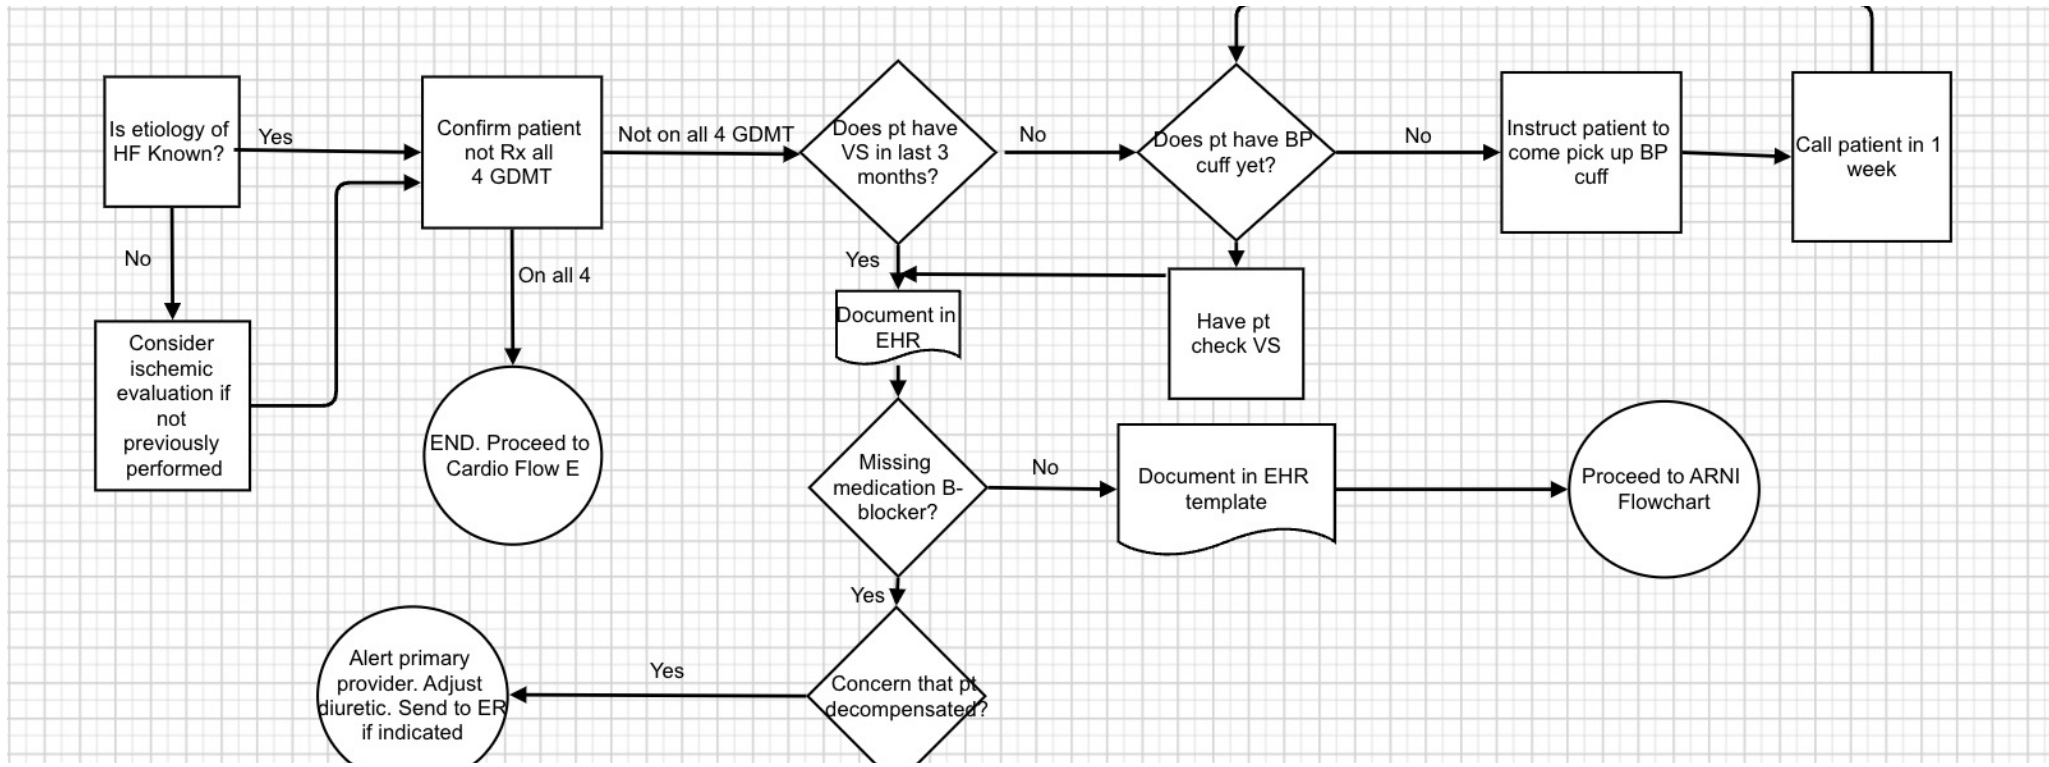 Is etiology of
HF Known?
Yes
No
Consider
ischemic
evaluation if
not
previously
performed
Confirm patient
not Rx all
4 GDMT
Not on all 4 GDMT
On all 4
END. Proceed to
Cardio Flow E
Does pt have
VS in last 3
months?
No
Yes
Does pt have BP
cuff yet?
No
Instruct patient to
come pick up BP
cuff
Call patient in 1
week
Have pt
check VS
Document in
EHR
Missing
medication B-
blocker?
No
Document in EHR
template
Proceed to ARNI
Flowchart
Yes
Concern that pt
decompensated?
Yes
Alert primary
provider. Adjust
diuretic. Send to ER
if indicated